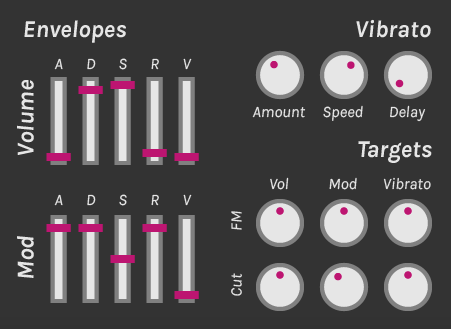 Envelopes
Vibrato
A D S R V
Volume
Amount Speed Delay
Targets
A D S R V
Vol Mod Vibrato
Mod
FM
Cut